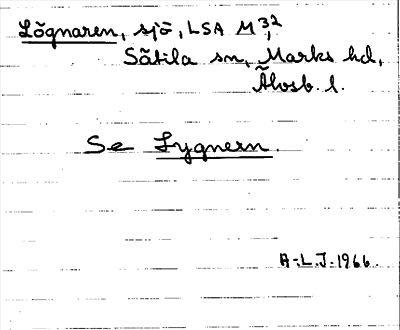 Lögnaren, sjö, LSA M 32,
Sätila sn, Marks hd,
Älvsb. l.
Se Lygnern.
A-L.J. 1966.